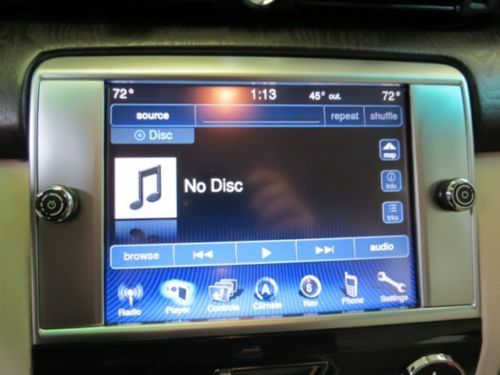 72° 1:13 45° out. 72°
source repeat shuffle
Disc
No Disc
map
info
trks
browse audio
Radio Player Controls Climate Nav Phone Settings